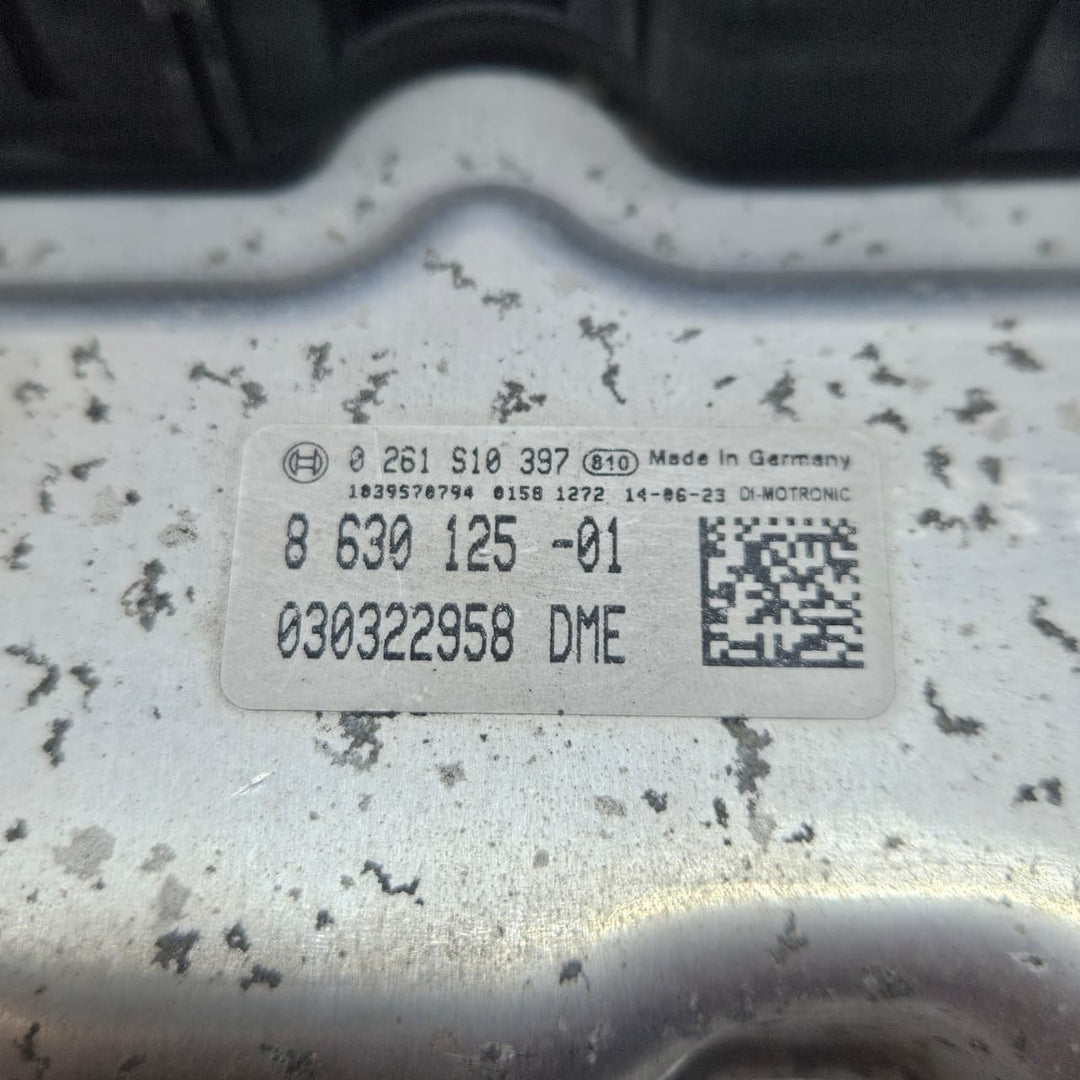 0 261 S10 397 810 Made in Germany
1039570794 0158 1272 14-06-23 DI-MOTRONIC
8 630 125 -01
030322958 DME